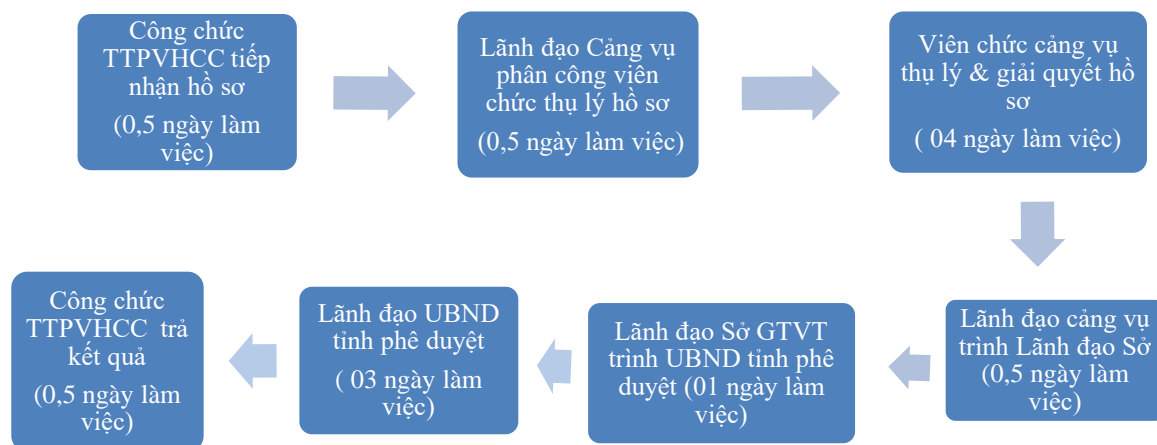 Công chức
TTPVHCC tiếp
nhận hồ sơ
(0,5 ngày làm
việc)
Lãnh đạo Cảng vụ
phân công viên
chức thụ lý hồ sơ
(0,5 ngày làm việc)
Viên chức cảng vụ
thụ lý & giải quyết hồ
sơ
( 04 ngày làm việc)
Lãnh đạo cảng vụ
trình Lãnh đạo Sở
(0,5 ngày làm
việc)
Lãnh đạo Sở GTVT
trình UBND tỉnh phê
duyệt (01 ngày làm
việc)
Lãnh đạo UBND
tỉnh phê duyệt
( 03 ngày làm
việc)
Công chức
TTPVHCC trả
kết quả
(0,5 ngày làm
việc)